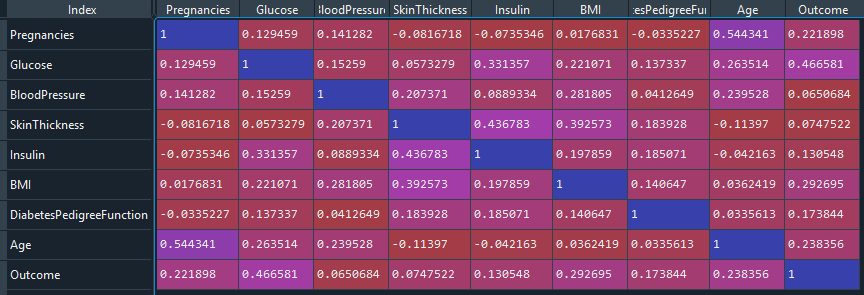 Index Pregnancies Glucose BloodPressure SkinThickness Insulin BMI tesPedigreeFun Age Outcome
Pregnancies 1 0.129459 0.141282 -0.0816718 -0.0735346 0.0176831 -0.0335227 0.544341 0.221898
Glucose 0.129459 1 0.15259 0.0573279 0.331357 0.221071 0.137337 0.263514 0.466581
BloodPressure 0.141282 0.15259 1 0.207371 0.0889334 0.281805 0.0412649 0.239528 0.0650684
SkinThickness -0.0816718 0.0573279 0.207371 1 0.436783 0.392573 0.183928 -0.11397 0.0747522
Insulin -0.0735346 0.331357 0.0889334 0.436783 1 0.197859 0.185071 -0.042163 0.130548
BMI 0.0176831 0.221071 0.281805 0.392573 0.197859 1 0.140647 0.0362419 0.292695
DiabetesPedigreeFunction -0.0335227 0.137337 0.0412649 0.183928 0.185071 0.140647 1 0.0335613 0.173844
Age 0.544341 0.263514 0.239528 -0.11397 -0.042163 0.0362419 0.0335613 1 0.238356
Outcome 0.221898 0.466581 0.0650684 0.0747522 0.130548 0.292695 0.173844 0.238356 1